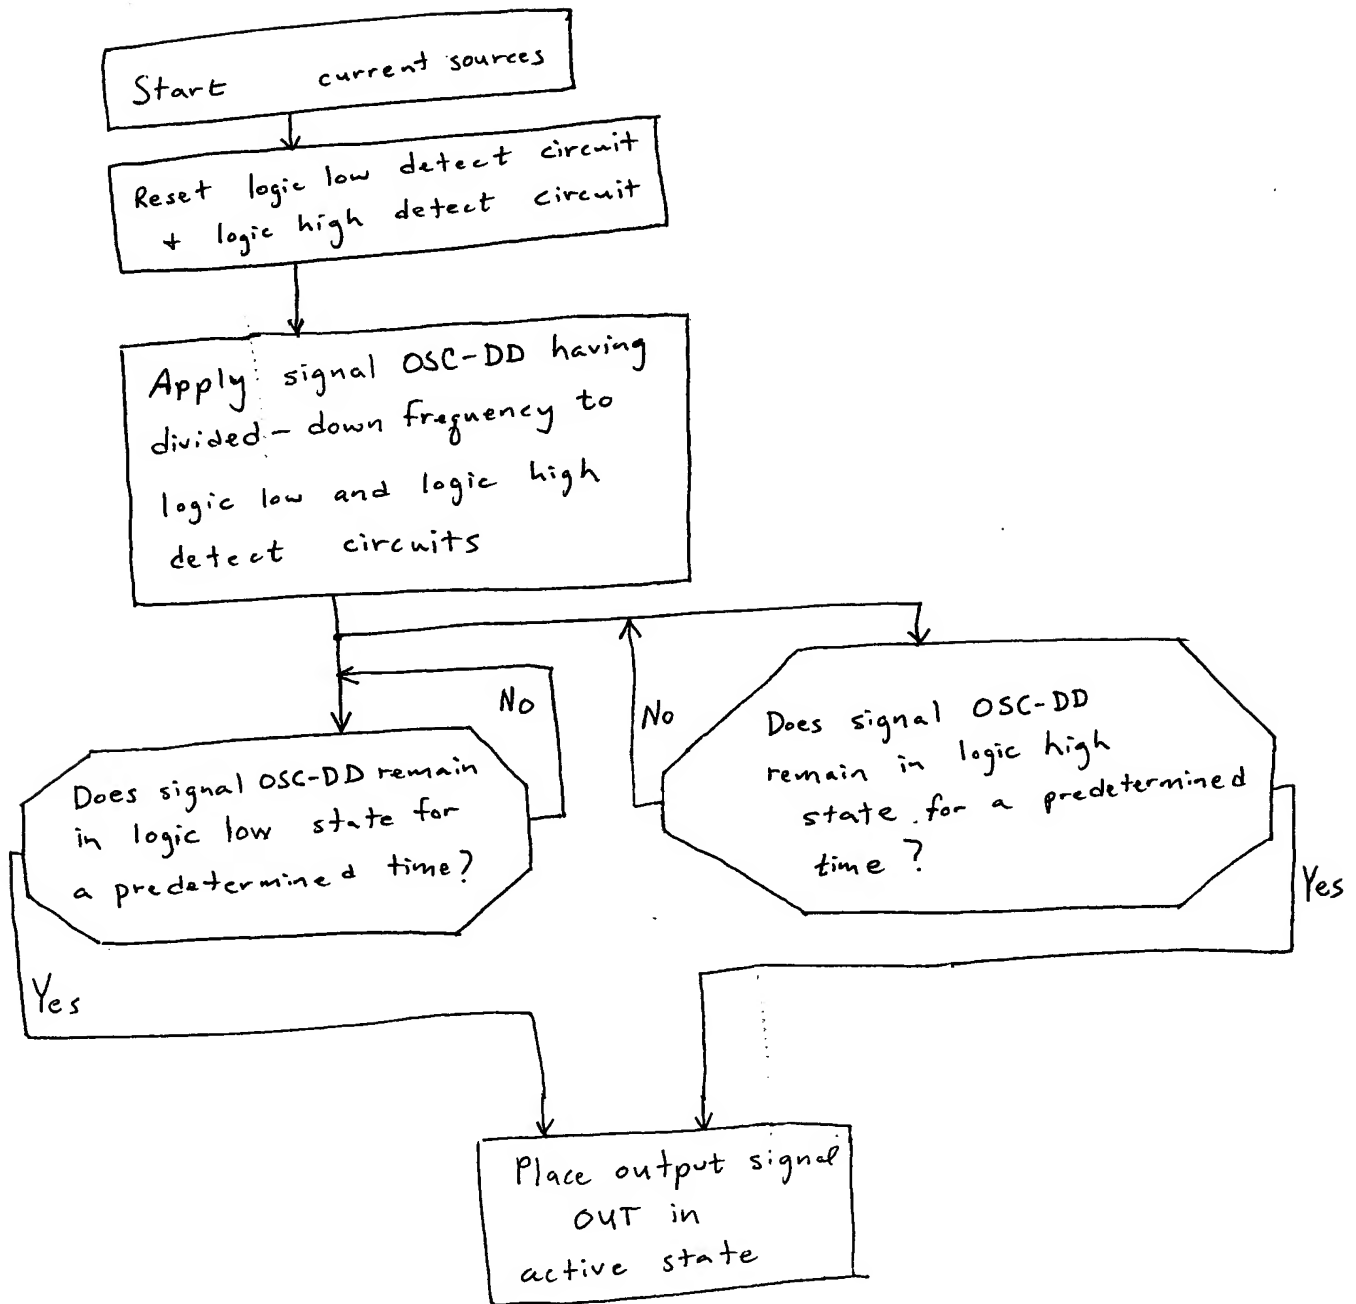 Start current sources
Reset logic low detect circuit
+ logic high detect circuit
Apply signal OSC-DD having
divided-down frequency to
logic low and logic high
detect circuits
No
No
Does signal OSC-DD remain
in logic low state for
a predetermined time?
Does signal OSC-DD
remain in logic high
state for a predetermined
time?
Yes
Yes
Place output signal
OUT in
active state